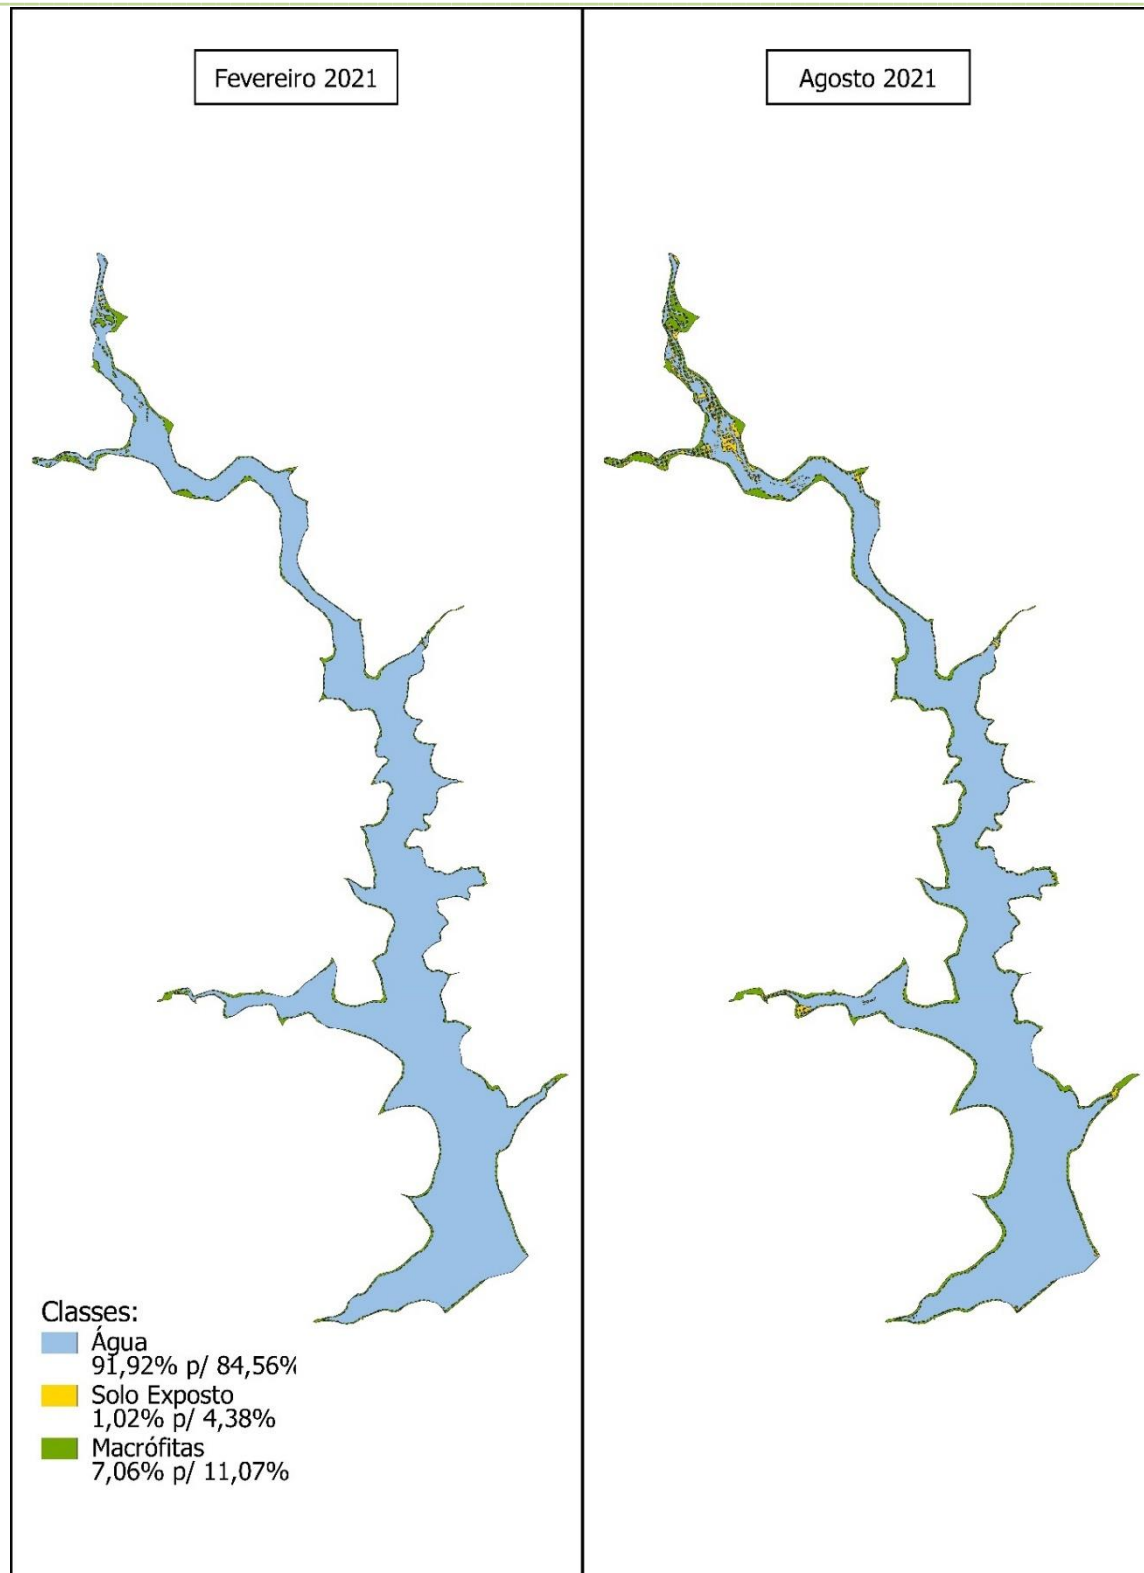 Fevereiro 2021
Agosto 2021
Classes:
Água
91,92% p/ 84,56%
Solo Exposto
1,02% p/ 4,38%
Macrófitas
7,06% p/ 11,07%